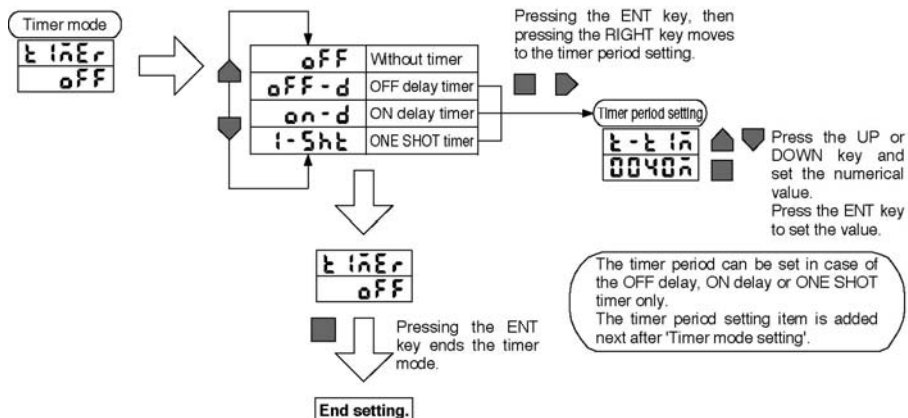 Timer mode
tiMEr
oFF
oFF
Without timer
oFF-d
OFF delay timer
on-d
ON delay timer
1-Sht
ONE SHOT timer
Pressing the ENT key, then
pressing the RIGHT key moves
to the timer period setting.
Timer period setting
t-tiM
0040M
Press the UP or
DOWN key and
set the numerical
value.
Press the ENT key
to set the value.
tiMEr
oFF
Pressing the ENT
key ends the timer
mode.
End setting.
The timer period can be set in case of
the OFF delay, ON delay or ONE SHOT
timer only.
The timer period setting item is added
next after 'Timer mode setting'.